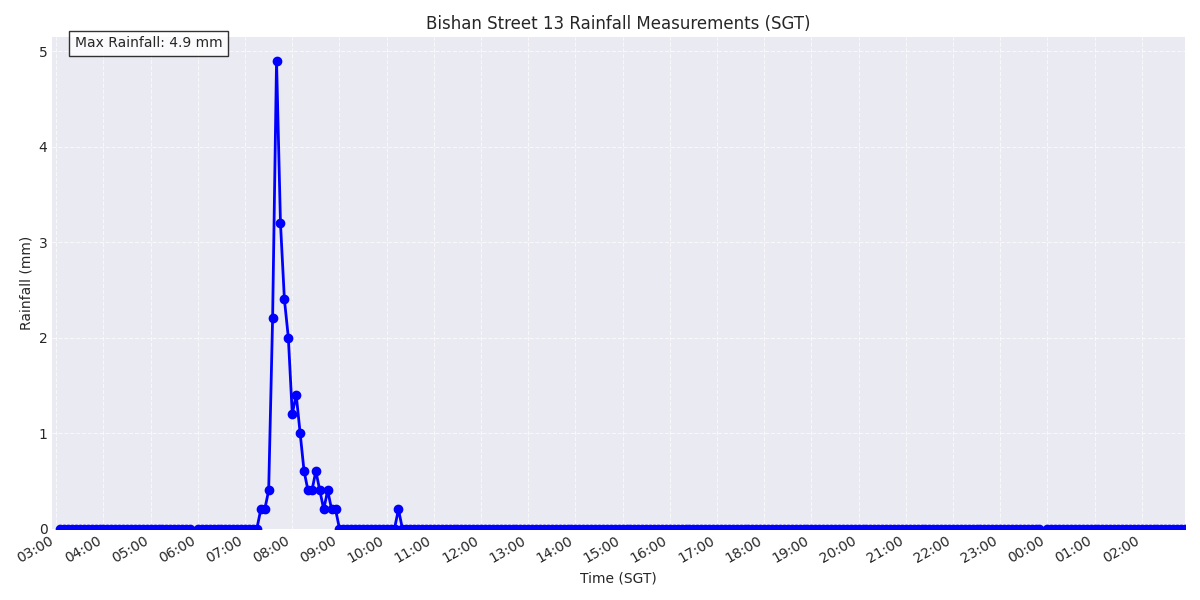 Bishan Street 13 Rainfall Measurements (SGT)
Max Rainfall: 4.9 mm
5
4
3
2
1
0
Rainfall (mm)
03:00 04:00 05:00 06:00 07:00 08:00 09:00 10:00 11:00 12:00 13:00 14:00 15:00 16:00 17:00 18:00 19:00 20:00 21:00 22:00 23:00 00:00 01:00 02:00
Time (SGT)